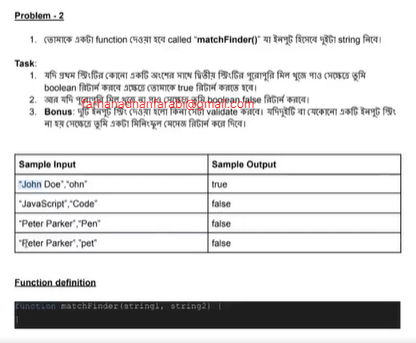 Problem - 2
1. তোমাকে একটা function দেওয়া হবে called “matchFinder()” যা ইনপুট হিসেবে দুইটা string নিবে।
Task:
1. যদি প্রথম স্ট্রিংটির কোনো একটি অংশের সাথে দ্বিতীয় স্ট্রিংটির পুরোপুরি মিল খুজে পাও সেক্ষেত্রে তুমি
boolean রিটার্ন করবে এক্ষেত্রে তোমাকে true রিটার্ন করতে হবে।
2. আর যদি পুরোপুরি মিল খুজে না পাও সেক্ষেত্রে তুমি boolean false রিটার্ন করবে।
3. Bonus: দুটি ইনপুট স্ট্রিং দেওয়া হলো কিনা সেটা validate করবে। যদি দুইটি বা যেকোনো একটি ইনপুট স্ট্রিং
না হয় সেক্ষেত্রে তুমি একটা মিনিংফুল মেসেজ রিটার্ন করে দিবে।
Sample Input Sample Output
“John Doe”,“ohn” true
“JavaScript”,“Code” false
“Peter Parker”,“Pen” false
“Peter Parker”,“pet” false
Function definition
function matchFinder(string1, string2) {
}